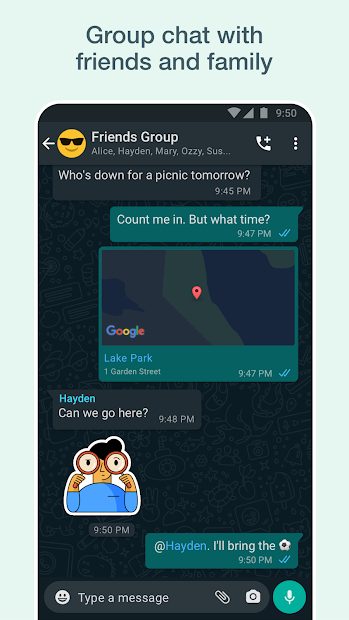 Group chat with
friends and family
9:50
Friends Group
Alice, Hayden, Mary, Ozzy, Sus...
Who's down for a picnic tomorrow?
9:45 PM
Count me in. But what time?
9:47 PM
Google
Lake Park
1 Garden Street
9:47 PM
Hayden
Can we go here?
9:48 PM
9:50 PM
@Hayden. I'll bring the ⚽
9:50 PM
Type a message